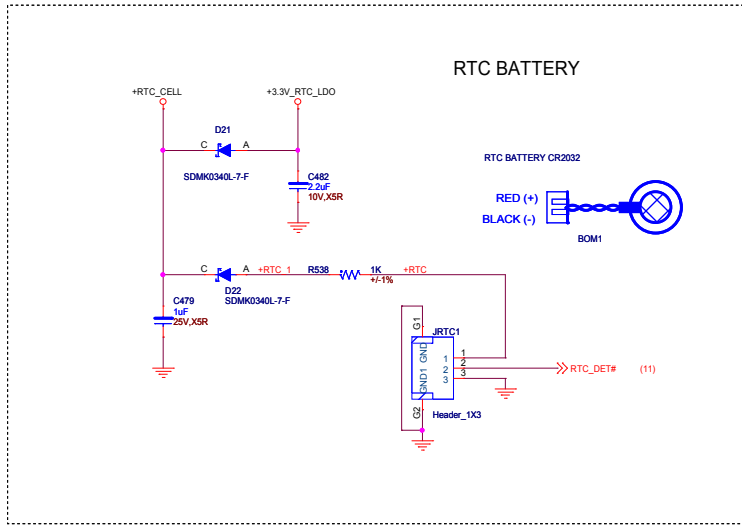 RTC BATTERY
+RTC_CELL
+3.3V_RTC_LDO
D21
C
A
SDMK0340L-7-F
C482
2.2uF
10V,X5R
RTC BATTERY CR2032
RED (+)
BLACK (-)
BOM1
C
A
+RTC_1
R538
1K
+RTC
+/-1%
D22
SDMK0340L-7-F
C479
1uF
25V,X5R
G1
JRTC1
GND
1
1
2
2
RTC_DET#
(11)
3
3
GND1
G2
Header_1X3